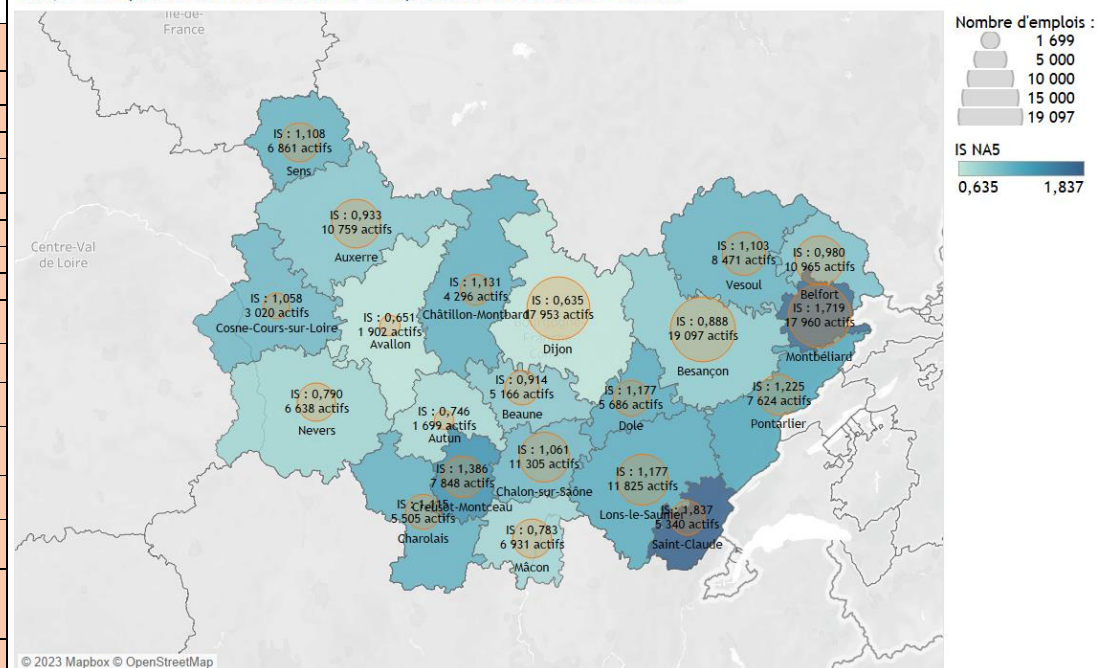 Île-de-
France
Nombre d'emplois :
1 699
5 000
10 000
15 000
19 097
IS NA5
0,635 1,837
Centre-Val
de Loire
IS : 1,108
6 861 actifs
Sens
IS : 0,933
10 759 actifs
Auxerre
IS : 1,058
3 020 actifs
Cosne-Cours-sur-Loire
IS : 0,651
1 902 actifs
Avallon
IS : 1,131
4 296 actifs
Châtillon-Montbard
IS : 0,635
17 953 actifs
Dijon
IS : 1,103
8 471 actifs
Vesoul
IS : 0,980
10 965 actifs
Belfort
IS : 1,719
17 960 actifs
Montbéliard
IS : 0,888
19 097 actifs
Besançon
IS : 0,790
6 638 actifs
Nevers
IS : 0,746
1 699 actifs
Autun
IS : 0,914
5 166 actifs
Beaune
IS : 1,177
5 686 actifs
Dole
IS : 1,225
7 624 actifs
Pontarlier
IS : 1,386
7 848 actifs
Creusot-Montceau
IS : 1,061
11 305 actifs
Chalon-sur-Saône
IS : 1,177
11 825 actifs
Lons-le-Saunier
IS : 1,837
5 340 actifs
Saint-Claude
IS :
5 505 actifs
Charolais
IS : 0,783
6 931 actifs
Mâcon
© 2023 Mapbox © OpenStreetMap